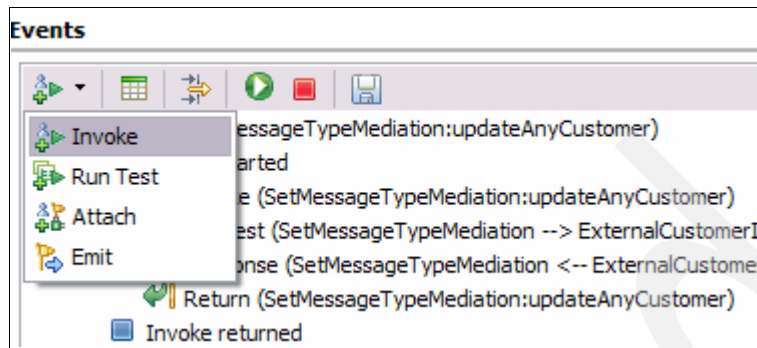 Events
Invoke
essageTypeMediation:updateAnyCustomer)
arted
Run Test
e (SetMessageTypeMediation:updateAnyCustomer)
Attach
est (SetMessageTypeMediation --> ExternalCustomerI
Emit
onse (SetMessageTypeMediation <-- ExternalCustome
Return (SetMessageTypeMediation:updateAnyCustomer)
Invoke returned